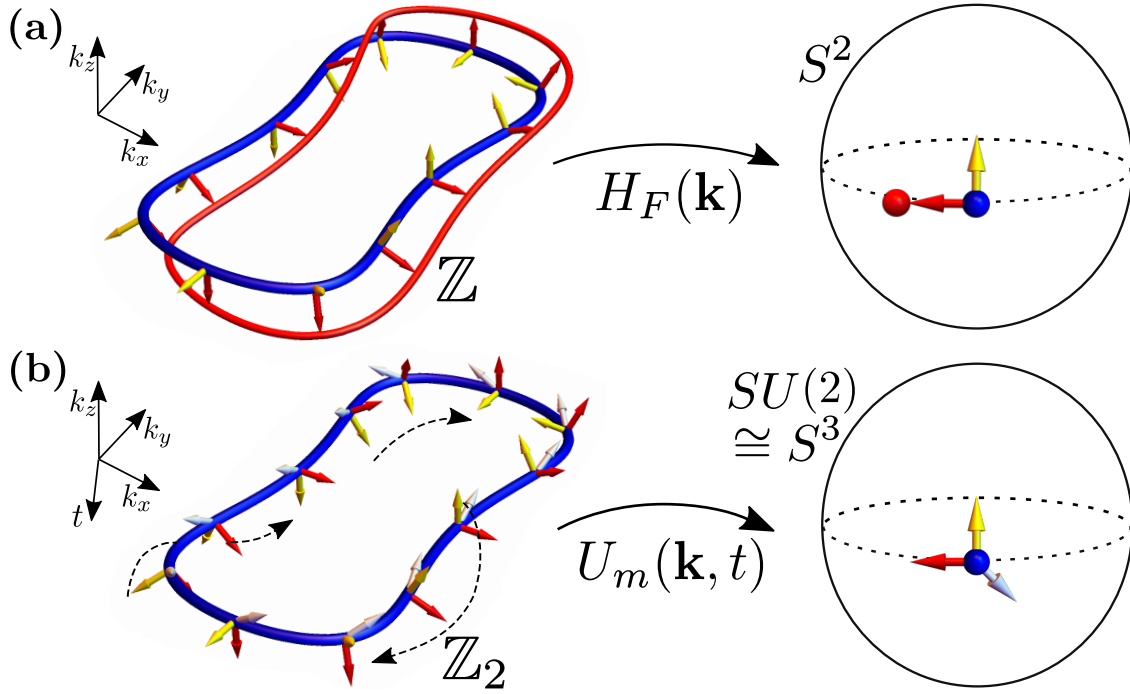 (a)
k_z
k_y
k_x
ℤ
H_F(𝐤)
S^2
(b)
k_z
k_y
k_x
t
ℤ_2
U_m(𝐤, t)
SU(2)
≅ S^3